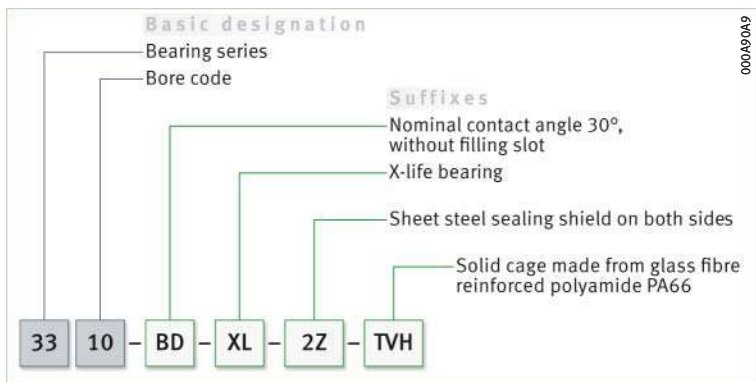 Basic designation
Bearing series
Bore code
Suffixes
Nominal contact angle 30°,
without filling slot
X-life bearing
Sheet steel sealing shield on both sides
Solid cage made from glass fibre
reinforced polyamide PA66
33 10 – BD – XL – 2Z – TVH
000A90A9